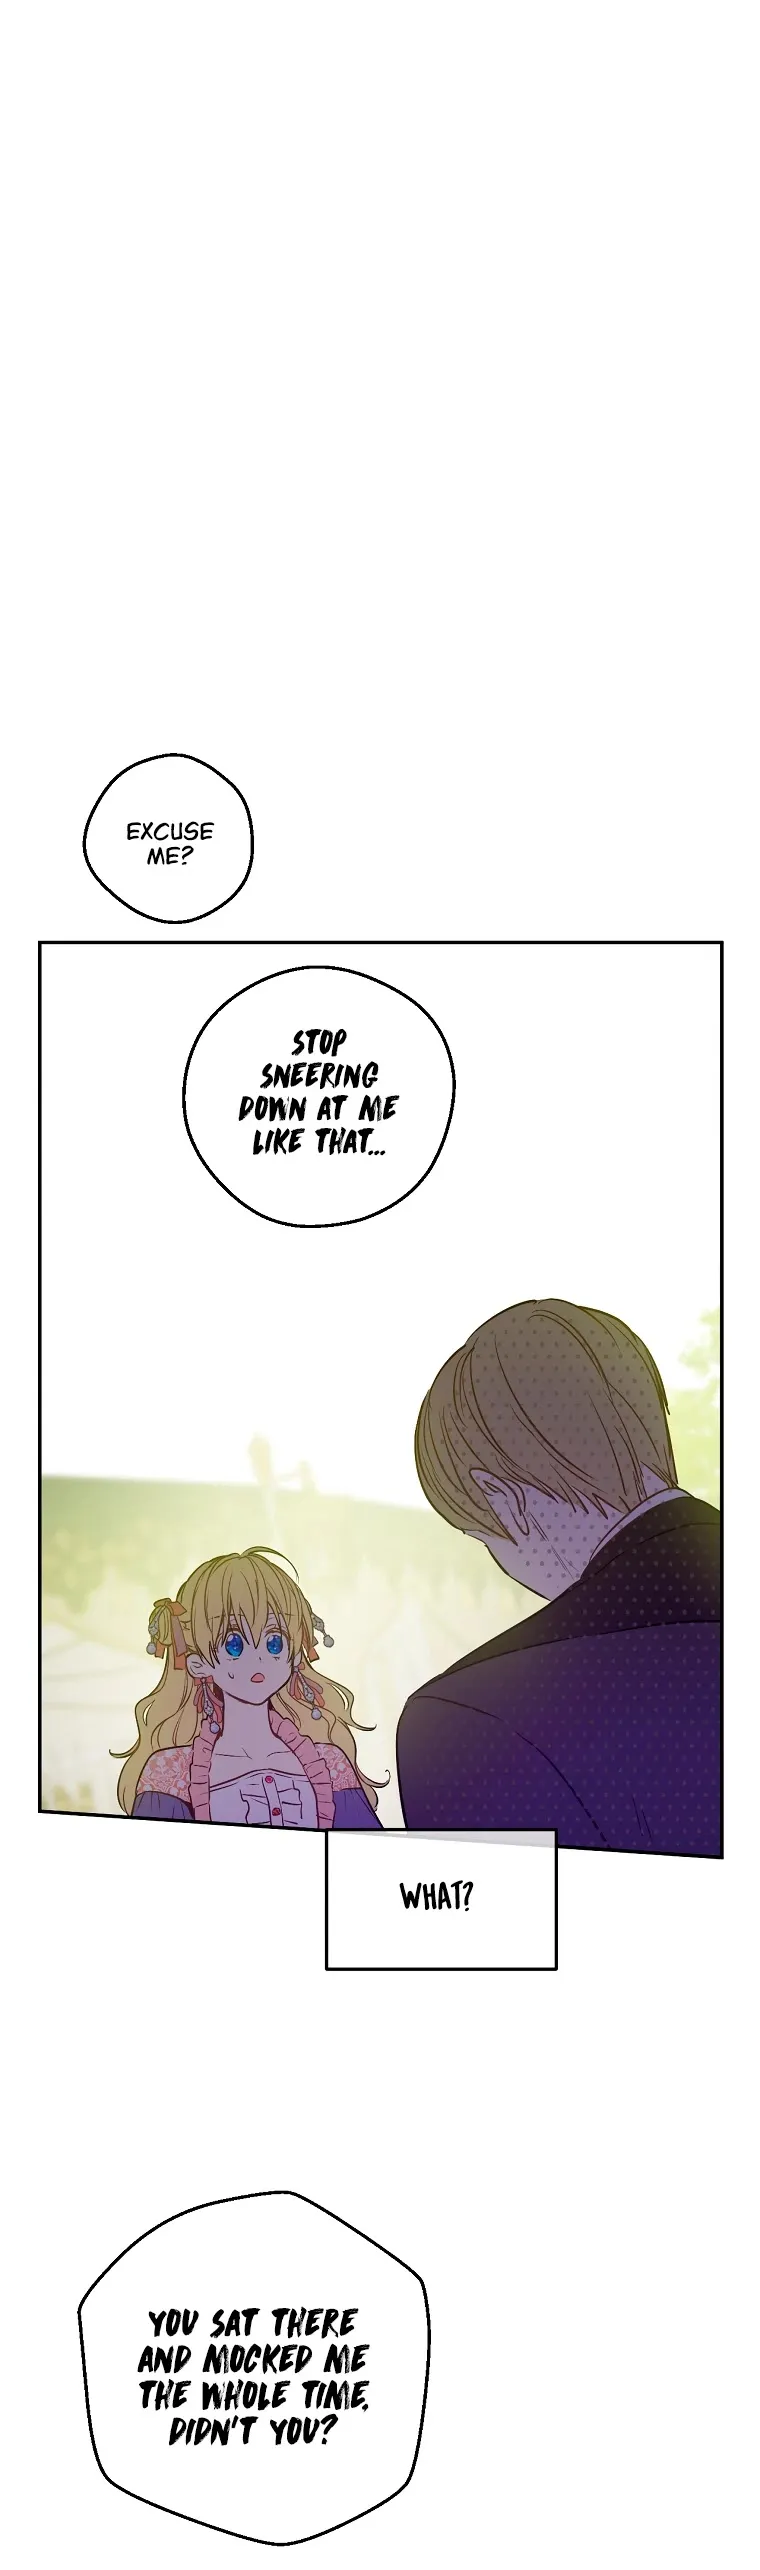 EXCUSE
ME?
STOP
SNEERING
DOWN AT ME
LIKE THAT...
WHAT?
YOU SAT THERE
AND MOCKED ME
THE WHOLE TIME,
DIDN'T YOU?